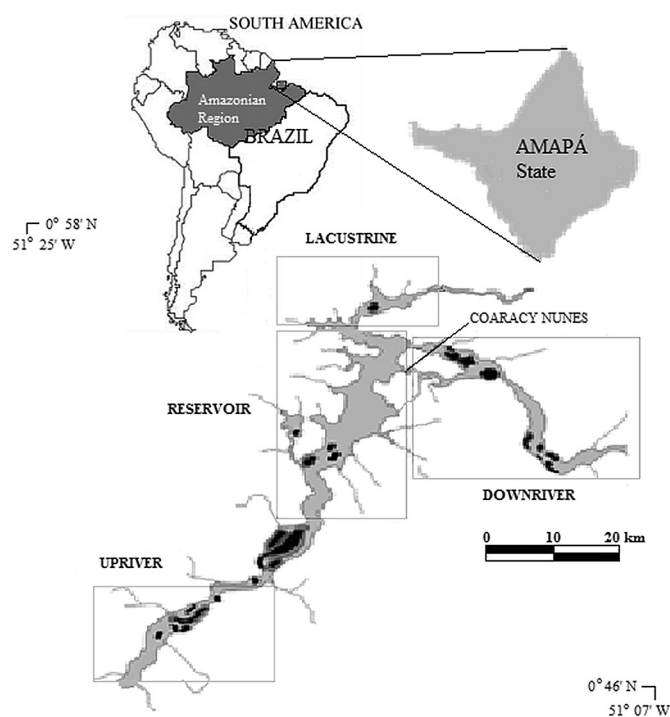 SOUTH AMERICA
Amazonian
Region
BRAZIL
AMAPÁ
State
0° 58' N
51° 25' W
LACUSTRINE
COARACY NUNES
RESERVOIR
DOWNRIVER
0 10 20 km
UPRIVER
0° 46' N
51° 07' W